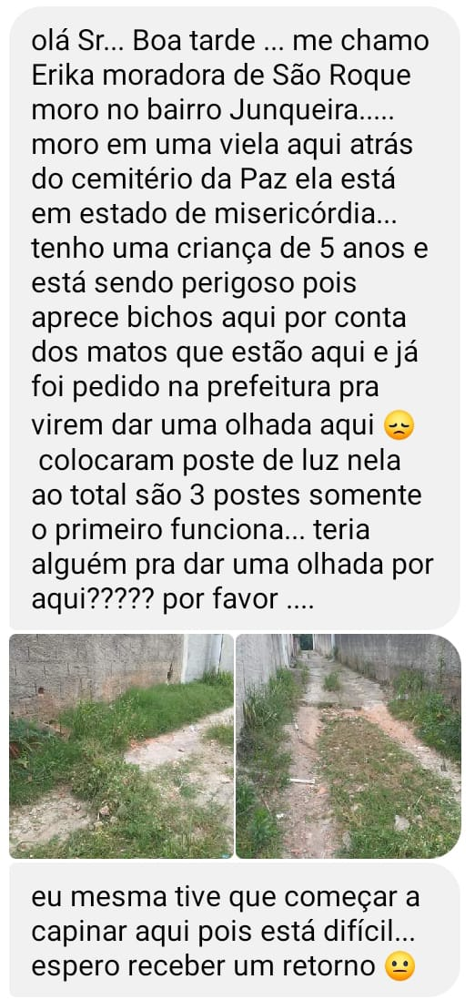 olá Sr... Boa tarde ... me chamo
Erika moradora de São Roque
moro no bairro Junqueira.....
moro em uma viela aqui atrás
do cemitério da Paz ela está
em estado de misericórdia...
tenho uma criança de 5 anos e
está sendo perigoso pois
aprece bichos aqui por conta
dos matos que estão aqui e já
foi pedido na prefeitura pra
virem dar uma olhada aqui 😞
colocaram poste de luz nela
ao total são 3 postes somente
o primeiro funciona... teria
alguém pra dar uma olhada por
aqui????? por favor ....
eu mesma tive que começar a
capinar aqui pois está difícil...
espero receber um retorno 😐